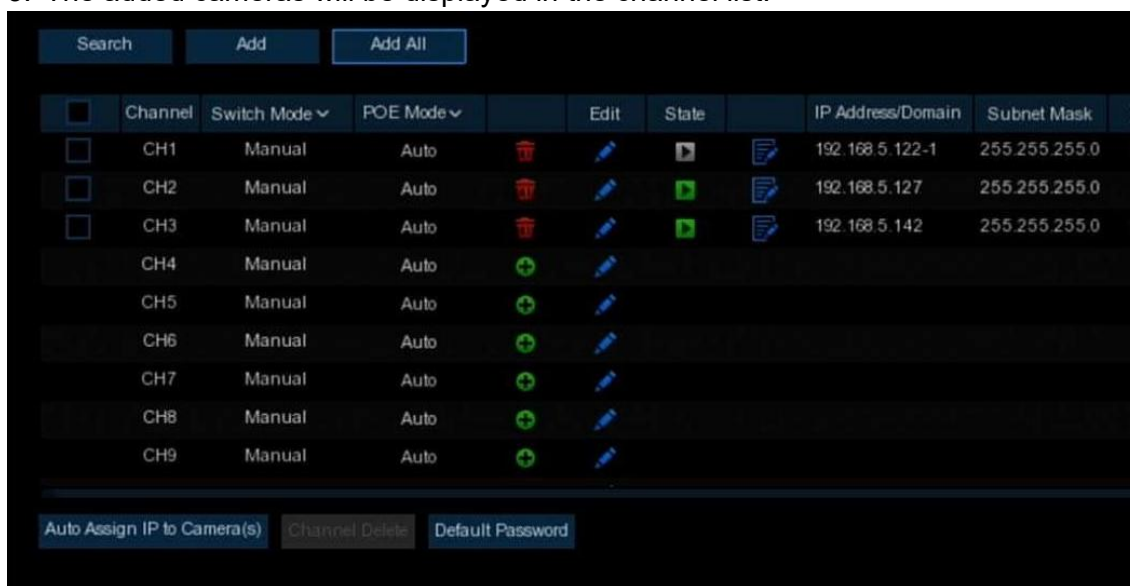 Search Add Add All
Channel Switch Mode POE Mode Edit State IP Address/Domain Subnet Mask
CH1 Manual Auto 192.168.5.122-1 255.255.255.0
CH2 Manual Auto 192.168.5.127 255.255.255.0
CH3 Manual Auto 192.168.5.142 255.255.255.0
CH4 Manual Auto
CH5 Manual Auto
CH6 Manual Auto
CH7 Manual Auto
CH8 Manual Auto
CH9 Manual Auto
Auto Assign IP to Camera(s) Channel Delete Default Password